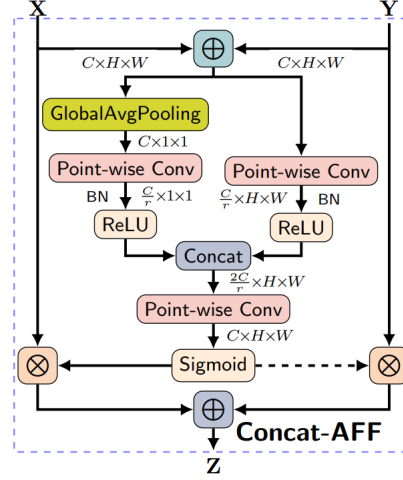 X Y
C×H×W C×H×W
GlobalAvgPooling
C×1×1
Point-wise Conv Point-wise Conv
BN C/r×1×1 C/r×H×W BN
ReLU ReLU
Concat
2C/r×H×W
Point-wise Conv
C×H×W
Sigmoid
Concat-AFF
Z